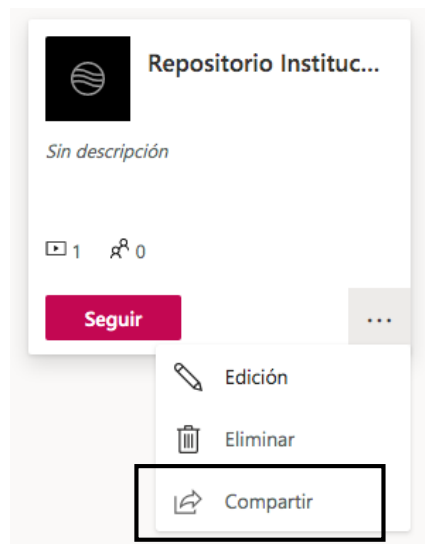 Repositorio Instituc...
Sin descripción
1 0
Seguir ...
Edición
Eliminar
Compartir